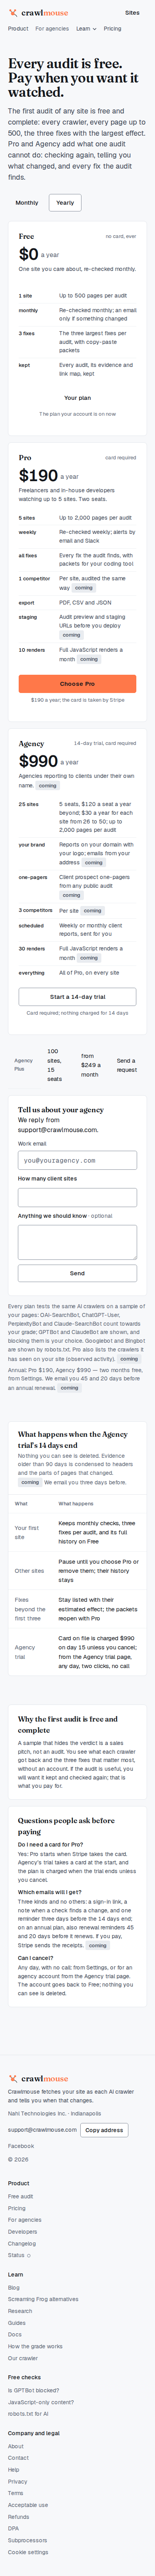 crawlmouse
Sites
Product For agencies Learn Pricing
Every audit is free.
Pay when you want it
watched.
The first audit of any site is free and
complete: every crawler, every page up to
500, the three fixes with the largest effect.
Pro and Agency add what one audit
cannot do: checking again, telling you
what changed, and every fix the audit
finds.
Monthly Yearly
Free
no card, ever
$0 a year
One site you care about, re-checked monthly.
1 site Up to 500 pages per audit
monthly Re-checked monthly; an email
only if something changed
3 fixes The three largest fixes per
audit, with copy-paste
packets
kept Every audit, its evidence and
link map, kept
Your plan
The plan your account is on now
Pro
card required
$190 a year
Freelancers and in-house developers
watching up to 5 sites. Two seats.
5 sites Up to 2,000 pages per audit
weekly Re-checked weekly; alerts by
email and Slack
all fixes Every fix the audit finds, with
packets for your coding tool
1 competitor Per site, audited the same
way coming
export PDF, CSV and JSON
staging Audit preview and staging
URLs before you deploy
coming
10 renders Full JavaScript renders a
month coming
Choose Pro
$190 a year; the card is taken by Stripe
Agency
14-day trial, card required
$990 a year
Agencies reporting to clients under their own
name. coming
25 sites 5 seats, $120 a seat a year
beyond; $30 a year for each
site from 26 to 50; up to
2,000 pages per audit
your brand Reports on your domain with
your logo; emails from your
address coming
one-pagers Client prospect one-pagers
from any public audit
coming
3 competitors Per site coming
scheduled Weekly or monthly client
reports, sent for you
30 renders Full JavaScript renders a
month coming
everything All of Pro, on every site
Start a 14-day trial
Card required; nothing charged for 14 days
Agency
Plus
100
sites,
15
seats
from
$249 a
month
Send a
request
Tell us about your agency
We reply from
support@crawlmouse.com.
Work email
you@youragency.com
How many client sites
Anything we should know · optional
Send
Every plan tests the same AI crawlers on a sample of
your pages: OAI-SearchBot, ChatGPT-User,
PerplexityBot and Claude-SearchBot count towards
your grade; GPTBot and ClaudeBot are shown, and
blocking them is your choice. Googlebot and Bingbot
are shown by robots.txt. Pro also lists the crawlers it
has seen on your site (observed activity). coming
Annual: Pro $190, Agency $990 — two months free,
from Settings. We email you 45 and 20 days before
an annual renewal. coming
What happens when the Agency
trial's 14 days end
Nothing you can see is deleted. Evidence
older than 90 days is condensed to headers
and the parts of pages that changed.
coming We email you three days before.
What What happens
Your first
site
Keeps monthly checks, three
fixes per audit, and its full
history on Free
Other sites
Pause until you choose Pro or
remove them; their history
stays
Fixes
beyond the
first three
Stay listed with their
estimated effect; the packets
reopen with Pro
Agency
trial
Card on file is charged $990
on day 15 unless you cancel;
from the Agency trial page,
any day, two clicks, no call
Why the first audit is free and
complete
A sample that hides the verdict is a sales
pitch, not an audit. You see what each crawler
got back and the three fixes that matter most,
without an account. If the audit is useful, you
will want it kept and checked again; that is
what you pay for.
Questions people ask before
paying
Do I need a card for Pro?
Yes: Pro starts when Stripe takes the card.
Agency's trial takes a card at the start, and
the plan is charged when the trial ends unless
you cancel.
Which emails will I get?
Three kinds and no others: a sign-in link, a
note when a check finds a change, and one
reminder three days before the 14 days end;
on an annual plan, also renewal reminders 45
and 20 days before it renews. If you pay,
Stripe sends the receipts. coming
Can I cancel?
Any day, with no call: from Settings, or for an
Agency account from the Agency trial page.
The account goes back to Free; nothing you
can see is deleted.
crawlmouse
Crawlmouse fetches your site as each AI crawler
and tells you when that changes.
Nahi Technologies Inc. · Indianapolis
support@crawlmouse.com Copy address
Facebook
© 2026
Product
Free audit
Pricing
For agencies
Developers
Changelog
Status
Learn
Blog
Screaming Frog alternatives
Research
Guides
Docs
How the grade works
Our crawler
Free checks
Is GPTBot blocked?
JavaScript-only content?
robots.txt for AI
Company and legal
About
Contact
Help
Privacy
Terms
Acceptable use
Refunds
DPA
Subprocessors
Cookie settings